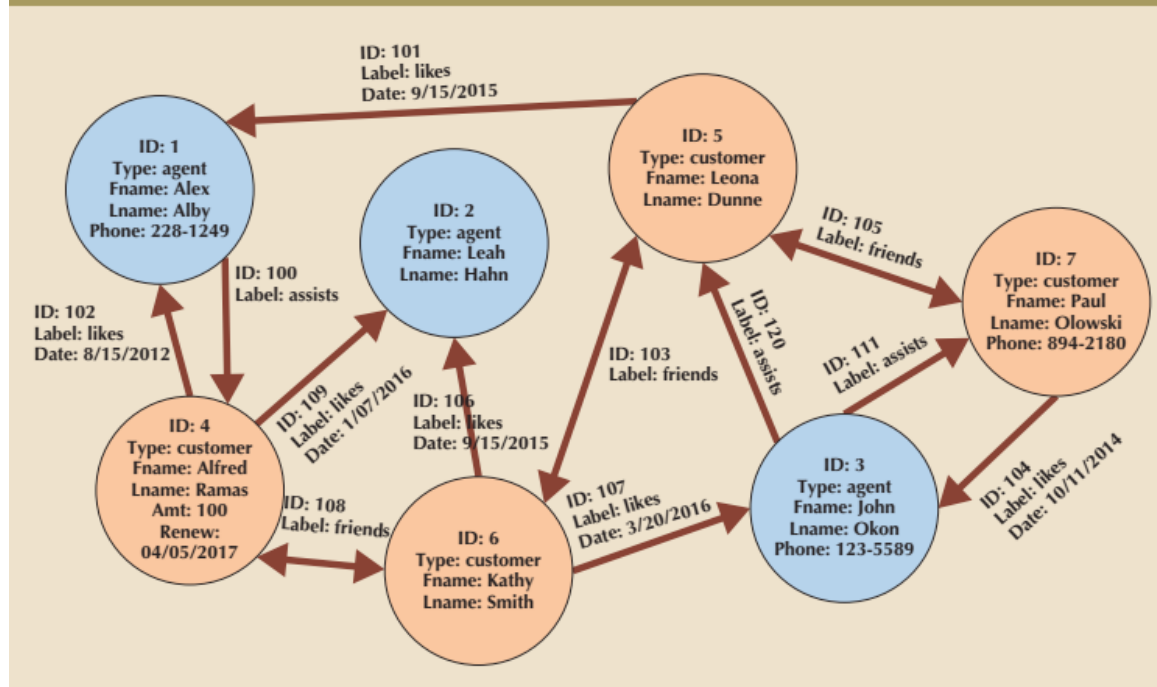 ID: 101
Label: likes
Date: 9/15/2015
ID: 1
Type: agent
Fname: Alex
Lname: Alby
Phone: 228-1249
ID: 2
Type: agent
Fname: Leah
Lname: Hahn
ID: 5
Type: customer
Fname: Leona
Lname: Dunne
ID: 105
Label: friends
ID: 7
Type: customer
Fname: Paul
Lname: Olowski
Phone: 894-2180
ID: 100
Label: assists
ID: 102
Label: likes
Date: 8/15/2012
ID: 109
Label: likes
Date: 1/07/2016
ID: 106
Label: likes
Date: 9/15/2015
ID: 103
Label: friends
ID: 120
Label: assists
ID: 111
Label: assists
ID: 4
Type: customer
Fname: Alfred
Lname: Ramas
Amt: 100
Renew:
04/05/2017
ID: 108
Label: friends
ID: 6
Type: customer
Fname: Kathy
Lname: Smith
ID: 107
Label: likes
Date: 3/20/2016
ID: 3
Type: agent
Fname: John
Lname: Okon
Phone: 123-5589
ID: 104
Label: likes
Date: 10/11/2014